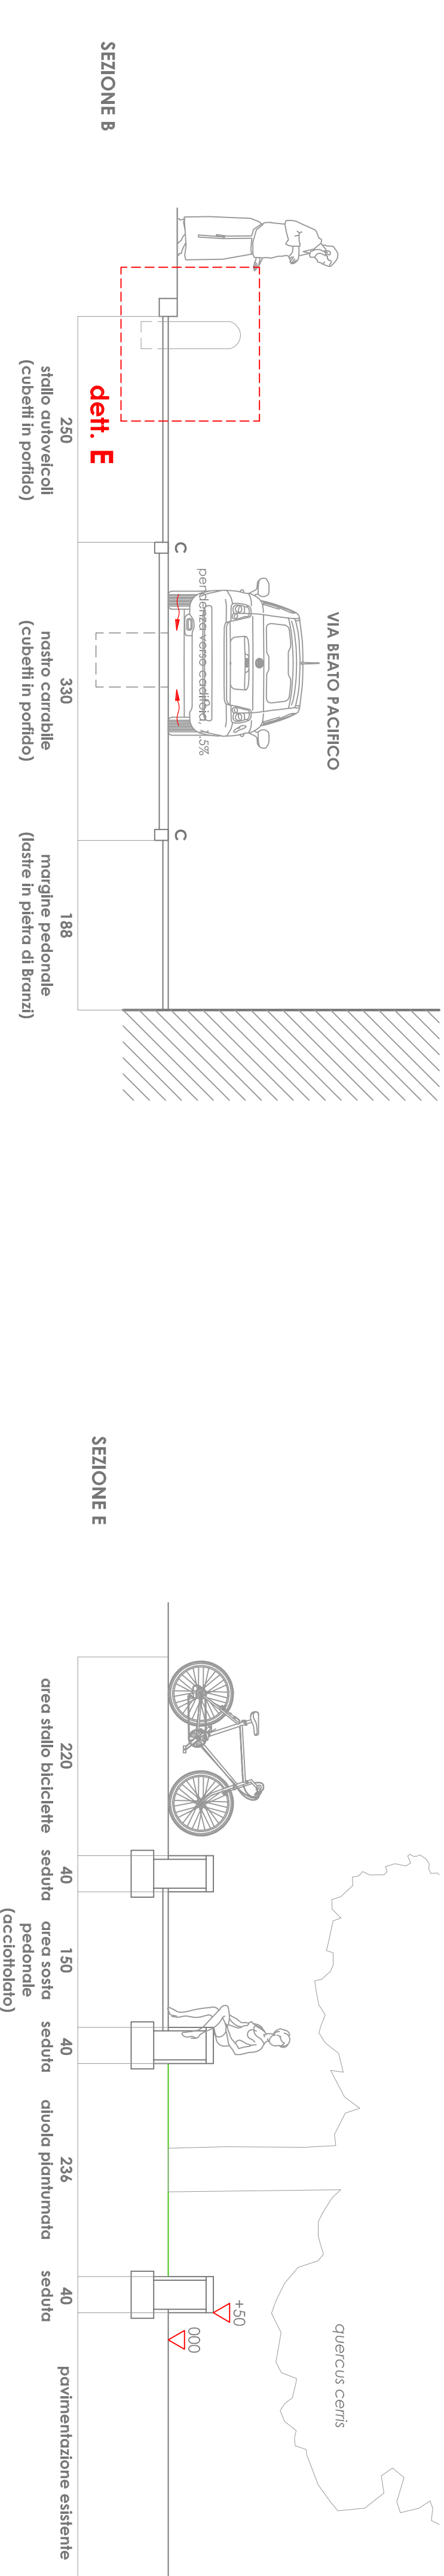 SEZIONE B
VIA BEATO PACIFICO
C
C
pendenza verso caditoia, 1,5%
dett. E
250
stallo autoveicoli
(cubetti in porfido)
330
nastro carrabile
(cubetti in porfido)
188
margine pedonale
(lastre in pietra di Branzi)
SEZIONE E
quercus cerris
+50
000
220
area stallo biciclette
40
seduta
150
area sosta
pedonale
(acciottolato)
40
seduta
236
aiuola piantumata
40
seduta
pavimentazione esistente